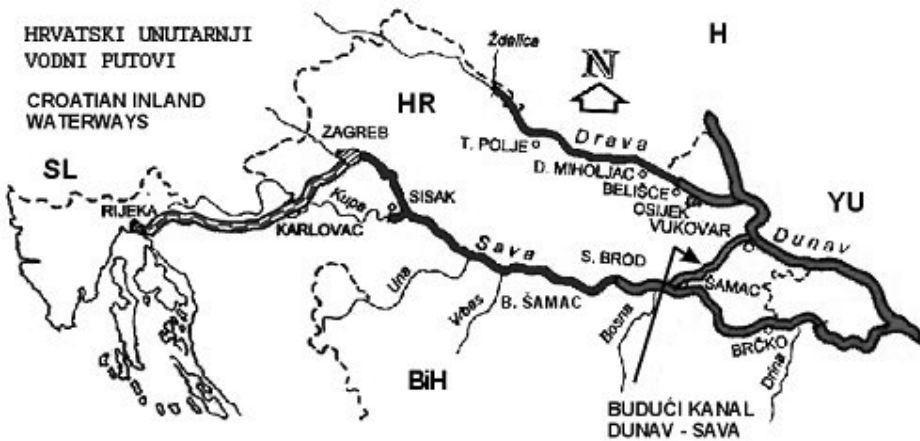 HRVATSKI UNUTARNJI
VODNI PUTOVI
CROATIAN INLAND
WATERWAYS
H
Ždelica
N
HR
ZAGREB
T. POLJE
Drava
D. MIHOLJAC
BELIŠĆE
OSIJEK
VUKOVAR
SL
YU
RIJEKA
KARLOVAC
Kupa
SISAK
Sava
Dunav
S. BROD
ŠAMAC
Una
Vrbas
B. ŠAMAC
Bosna
BRČKO
Drina
BiH
BUDUĆI KANAL
DUNAV - SAVA